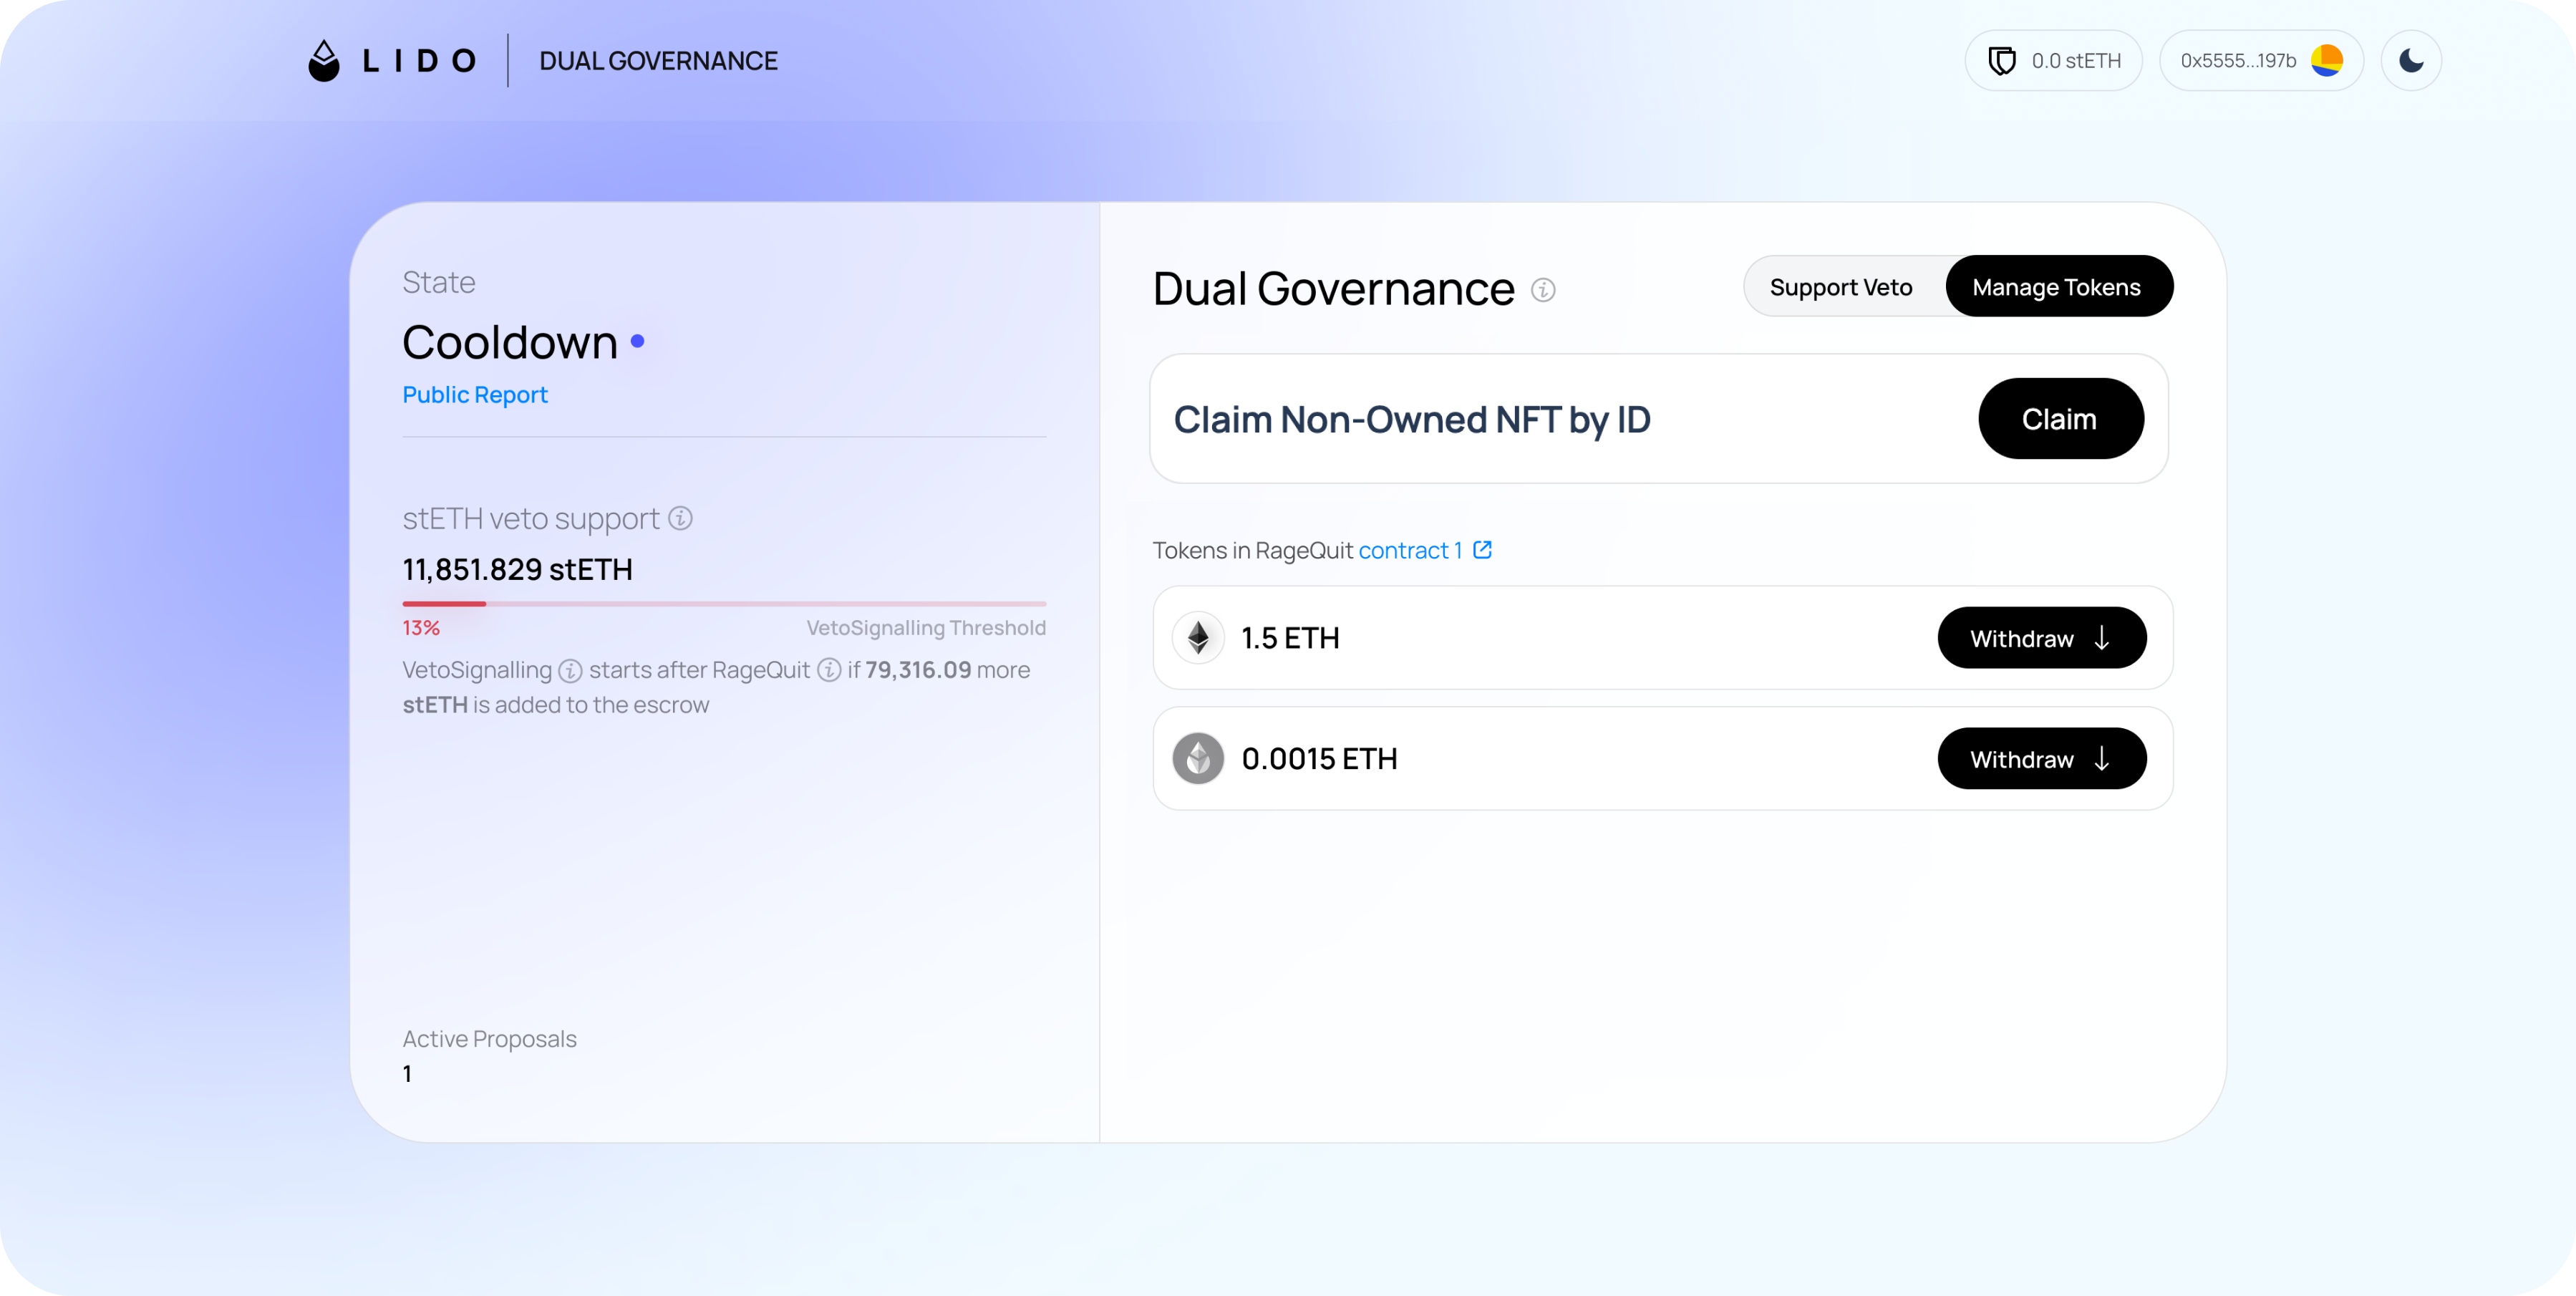 LIDO
DUAL GOVERNANCE
0.0 stETH
0x5555...197b
State
Cooldown
Public Report
stETH veto support
11,851.829 stETH
13%
VetoSignalling Threshold
VetoSignalling starts after RageQuit if 79,316.09 more
stETH is added to the escrow
Active Proposals
1
Dual Governance
Support Veto
Manage Tokens
Claim Non-Owned NFT by ID
Claim
Tokens in RageQuit contract 1
1.5 ETH
Withdraw
0.0015 ETH
Withdraw